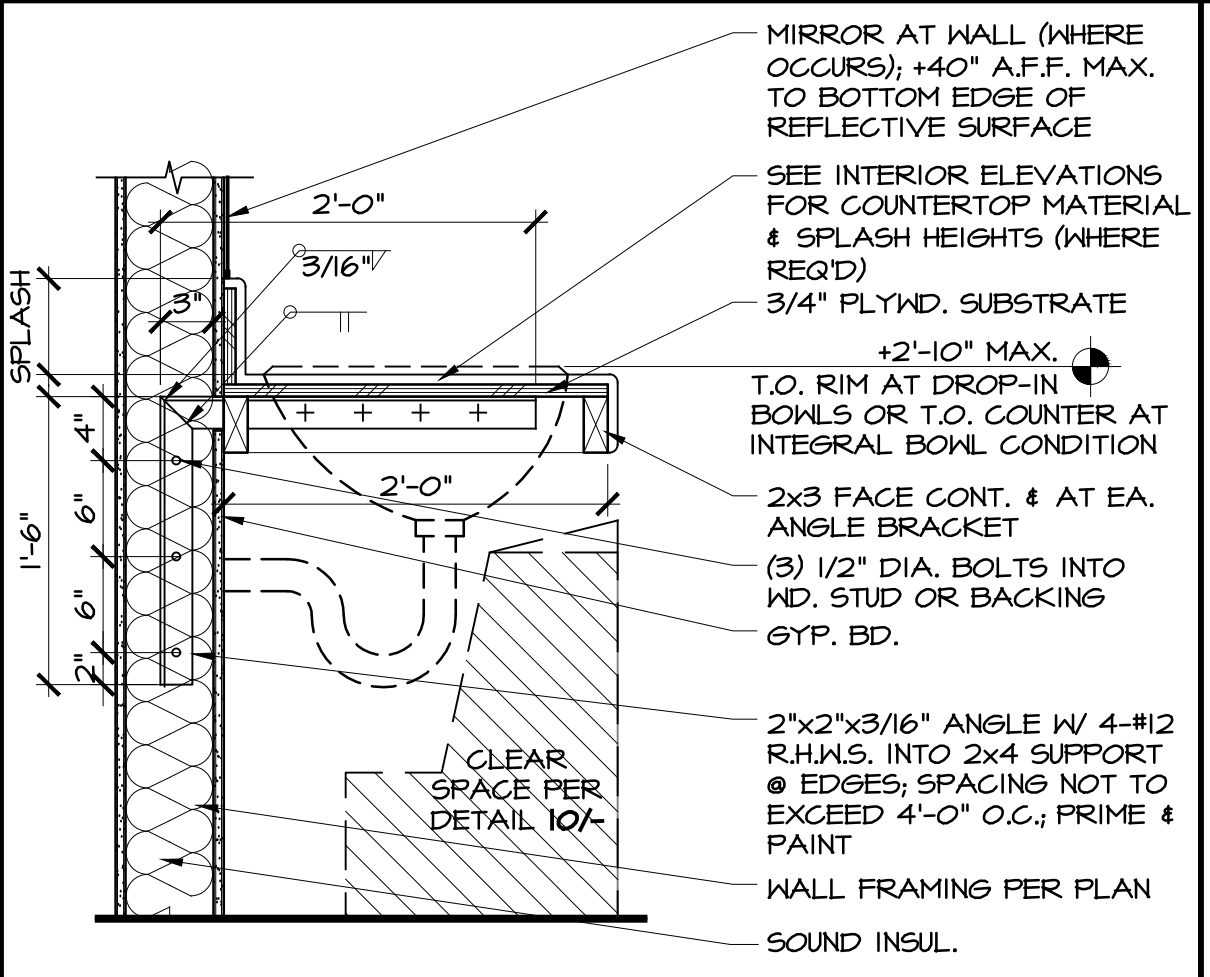 MIRROR AT WALL (WHERE
OCCURS); +40" A.F.F. MAX.
TO BOTTOM EDGE OF
REFLECTIVE SURFACE
SEE INTERIOR ELEVATIONS
FOR COUNTERTOP MATERIAL
& SPLASH HEIGHTS (WHERE
REQ'D)
3/4" PLYWD. SUBSTRATE
+2'-10" MAX.
T.O. RIM AT DROP-IN
BOWLS OR T.O. COUNTER AT
INTEGRAL BOWL CONDITION
2x3 FACE CONT. & AT EA.
ANGLE BRACKET
(3) 1/2" DIA. BOLTS INTO
WD. STUD OR BACKING
GYP. BD.
2"x2"x3/16" ANGLE W/ 4-#12
R.H.W.S. INTO 2x4 SUPPORT
@ EDGES; SPACING NOT TO
EXCEED 4'-0" O.C.; PRIME &
PAINT
WALL FRAMING PER PLAN
SOUND INSUL.
2'-0"
3/16"
3"
SPLASH
4"
6"
1'-6"
6"
2"
2'-0"
CLEAR
SPACE PER
DETAIL 10/-